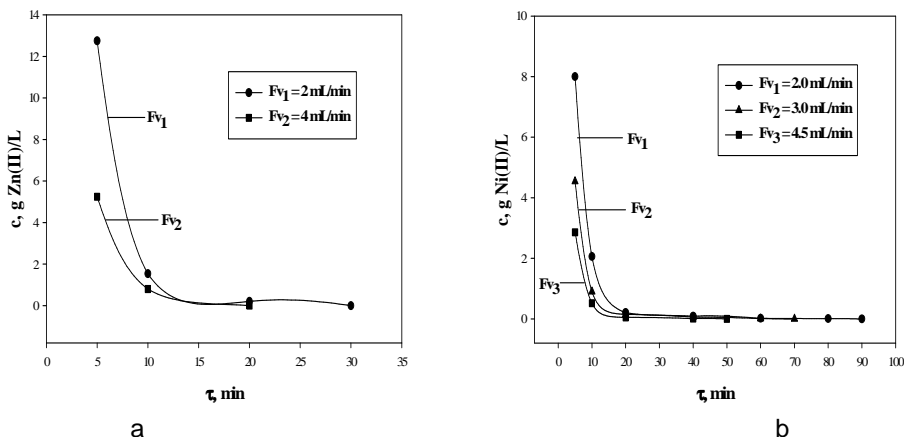 14
12
10
8
6
4
2
0
c, g Zn(II)/L
Fv1 = 2 mL/min
Fv2 = 4 mL/min
Fv1
Fv2
0 5 10 15 20 25 30 35
τ, min
a
8
6
4
2
0
c, g Ni(II)/L
Fv1 = 2.0 mL/min
Fv2 = 3.0 mL/min
Fv3 = 4.5 mL/min
Fv1
Fv2
Fv3
0 10 20 30 40 50 60 70 80 90 100
τ, min
b